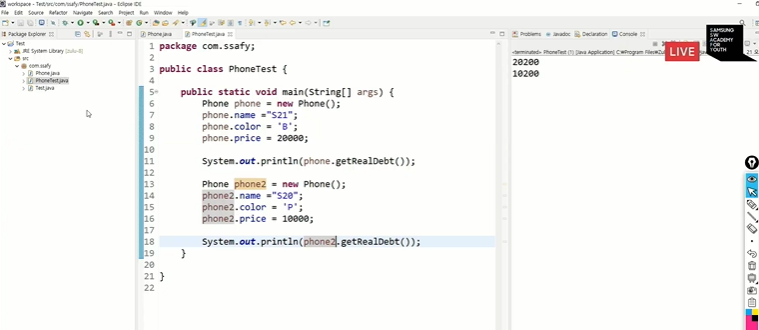 workspace - Test/src/com/ssafy/PhoneTest.java - Eclipse IDE
File Edit Source Refactor Navigate Search Project Run Window Help
Package Explorer
Test
JRE System Library [zulu-8]
src
com.ssafy
Phone.java
PhoneTest.java
Test.java
Phone.java PhoneTest.java
1 package com.ssafy;
2
3 public class PhoneTest {
4
5 public static void main(String[] args) {
6 Phone phone = new Phone();
7 phone.name ="S21";
8 phone.color = 'B';
9 phone.price = 20000;
10
11 System.out.println(phone.getRealDebt());
12
13 Phone phone2 = new Phone();
14 phone2.name ="S20";
15 phone2.color = 'P';
16 phone2.price = 10000;
17
18 System.out.println(phone2.getRealDebt());
19 }
20
21 }
22
Problems Javadoc Declaration Console
<terminated> PhoneTest (1) [Java Application] C:#Program Files#
20200
10200
LIVE
SAMSUNG
SW
ACADEMY
FOR
YOUTH